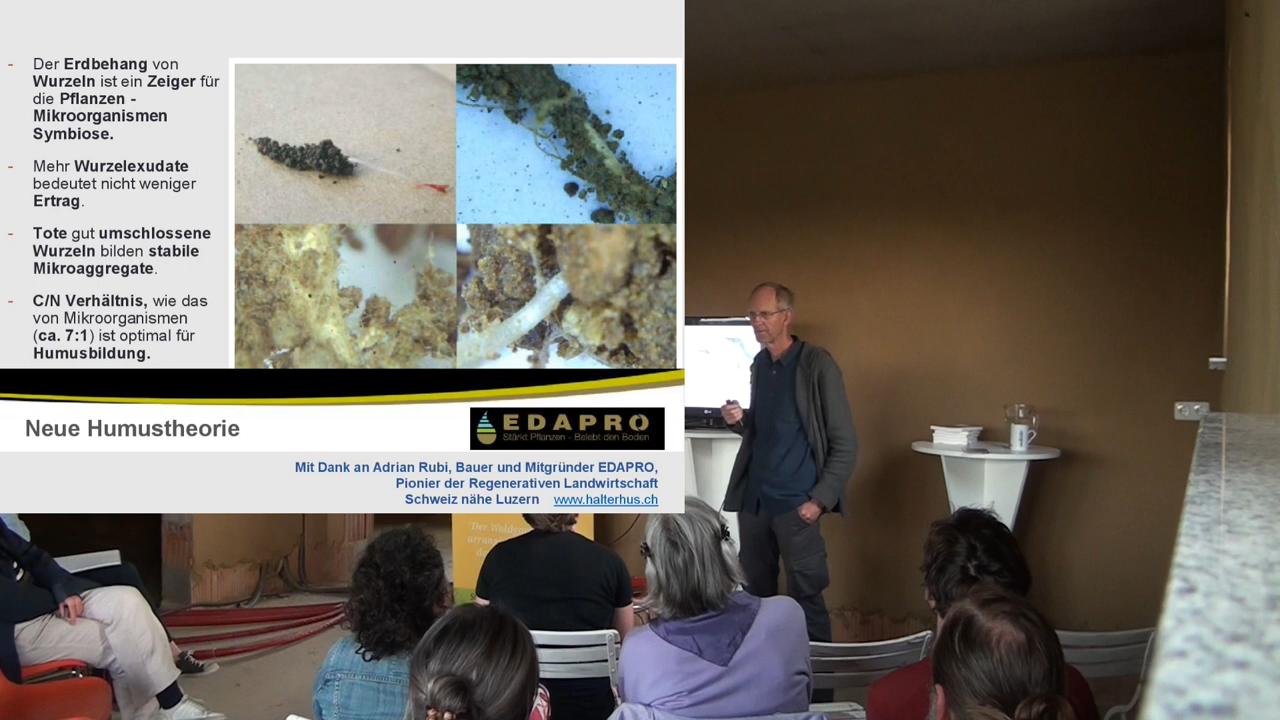 - Der Erdbehang von
Wurzeln ist ein Zeiger für
die Pflanzen -
Mikroorganismen
Symbiose.
- Mehr Wurzelexudate
bedeutet nicht weniger
Ertrag.
- Tote gut umschlossene
Wurzeln bilden stabile
Mikroaggregate.
- C/N Verhältnis, wie das
von Mikroorganismen
(ca. 7:1) ist optimal für
Humusbildung.
Neue Humustheorie
EDAPRO
Stärkt Pflanzen - Belebt den Boden
Mit Dank an Adrian Rubi, Bauer und Mitgründer EDAPRO,
Pionier der Regenerativen Landwirtschaft
Schweiz nähe Luzern www.halterhus.ch
"Der Waldga